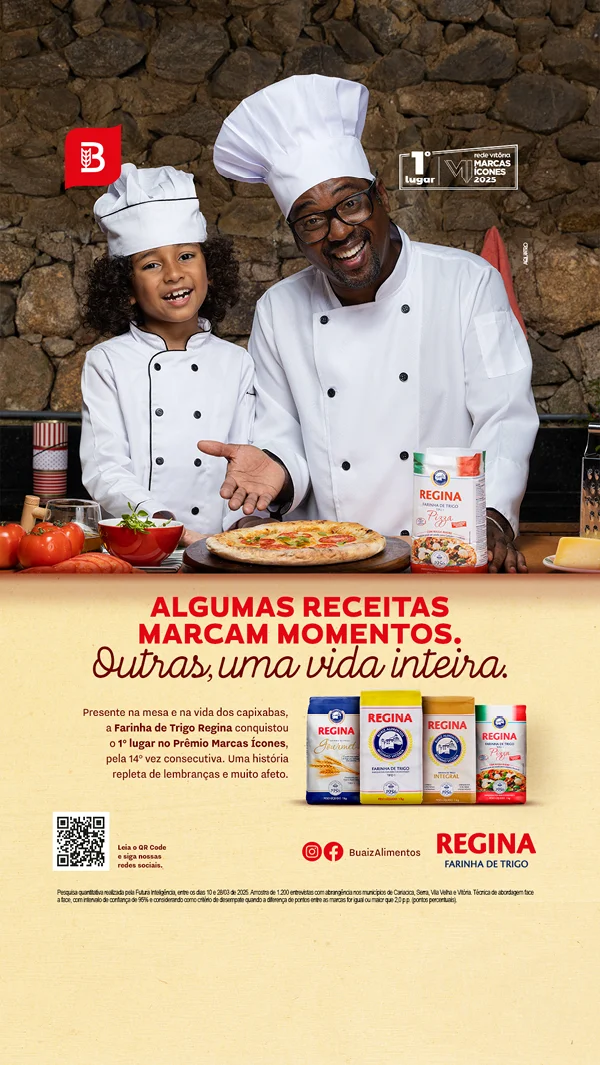 B
1º
lugar
rede vitória
MARCAS
ÍCONES
2025
REGINA
FARINHA DE TRIGO
Pizza
ALGUMAS RECEITAS
MARCAM MOMENTOS.
Outras, uma vida inteira.
Presente na mesa e na vida dos capixabas,
a Farinha de Trigo Regina conquistou
o 1º lugar no Prêmio Marcas Ícones,
pela 14ª vez consecutiva. Uma história
repleta de lembranças e muito afeto.
REGINA
Gourmet
REGINA
FARINHA DE TRIGO
REGINA
INTEGRAL
REGINA
FARINHA DE TRIGO
Pizza
Leia o QR Code
e siga nossas
redes sociais.
BuaizAlimentos
REGINA
FARINHA DE TRIGO
Pesquisa quantitativa realizada pela Futura Inteligência, entre os dias 10 e 28/03 de 2025. Amostra de 1.200 entrevistas com abrangência nos municípios de Cariacica, Serra, Vila Velha e Vitória. Técnica de abordagem face
a face, com intervalo de confiança de 95% e considerando como critério de desempate quando a diferença de pontos entre as marcas for igual ou maior que 2,0 p.p. (pontos percentuais).